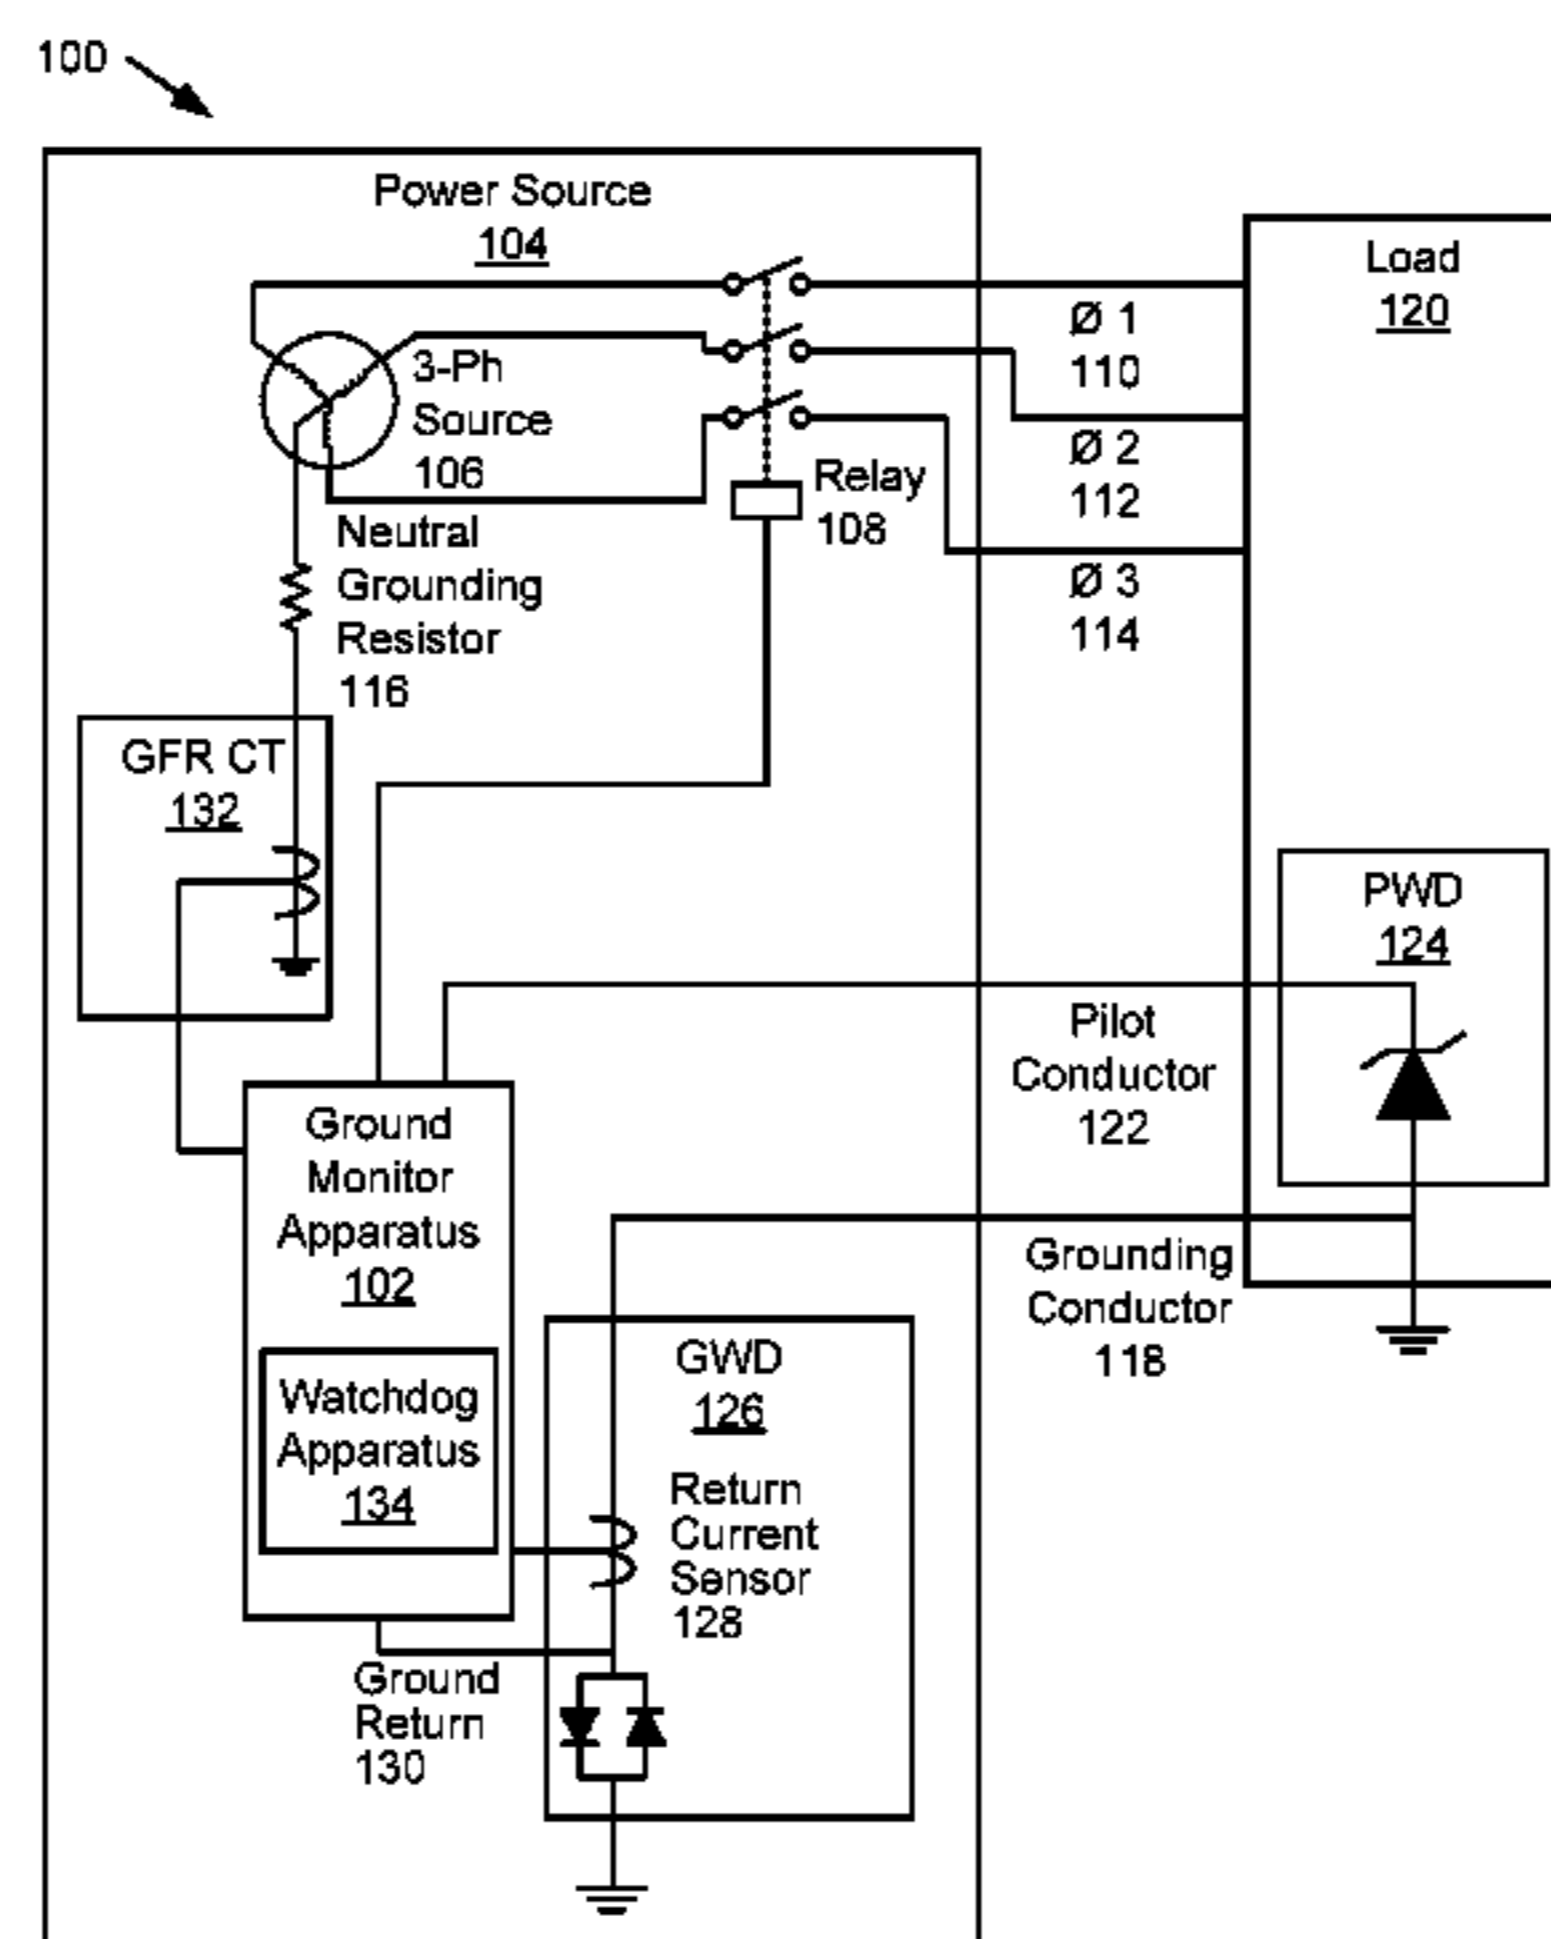 100
Power Source
104
Load
120
Ø 1
110
3-Ph
Source
106
Ø 2
112
Relay
108
Neutral
Grounding
Resistor
116
Ø 3
114
GFR CT
132
PWD
124
Pilot
Conductor
122
Ground
Monitor
Apparatus
102
Grounding
Conductor
118
GWD
126
Watchdog
Apparatus
134
Return
Current
Sensor
128
Ground
Return
130